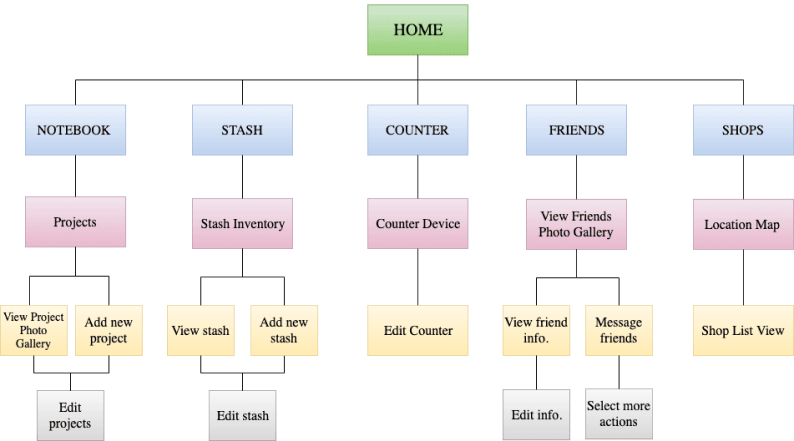 HOME
NOTEBOOK
STASH
COUNTER
FRIENDS
SHOPS
Projects
Stash Inventory
Counter Device
View Friends
Photo Gallery
Location Map
View Project
Photo
Gallery
Add new
project
View stash
Add new
stash
Edit Counter
View friend
info.
Message
friends
Shop List View
Edit
projects
Edit stash
Edit info.
Select more
actions